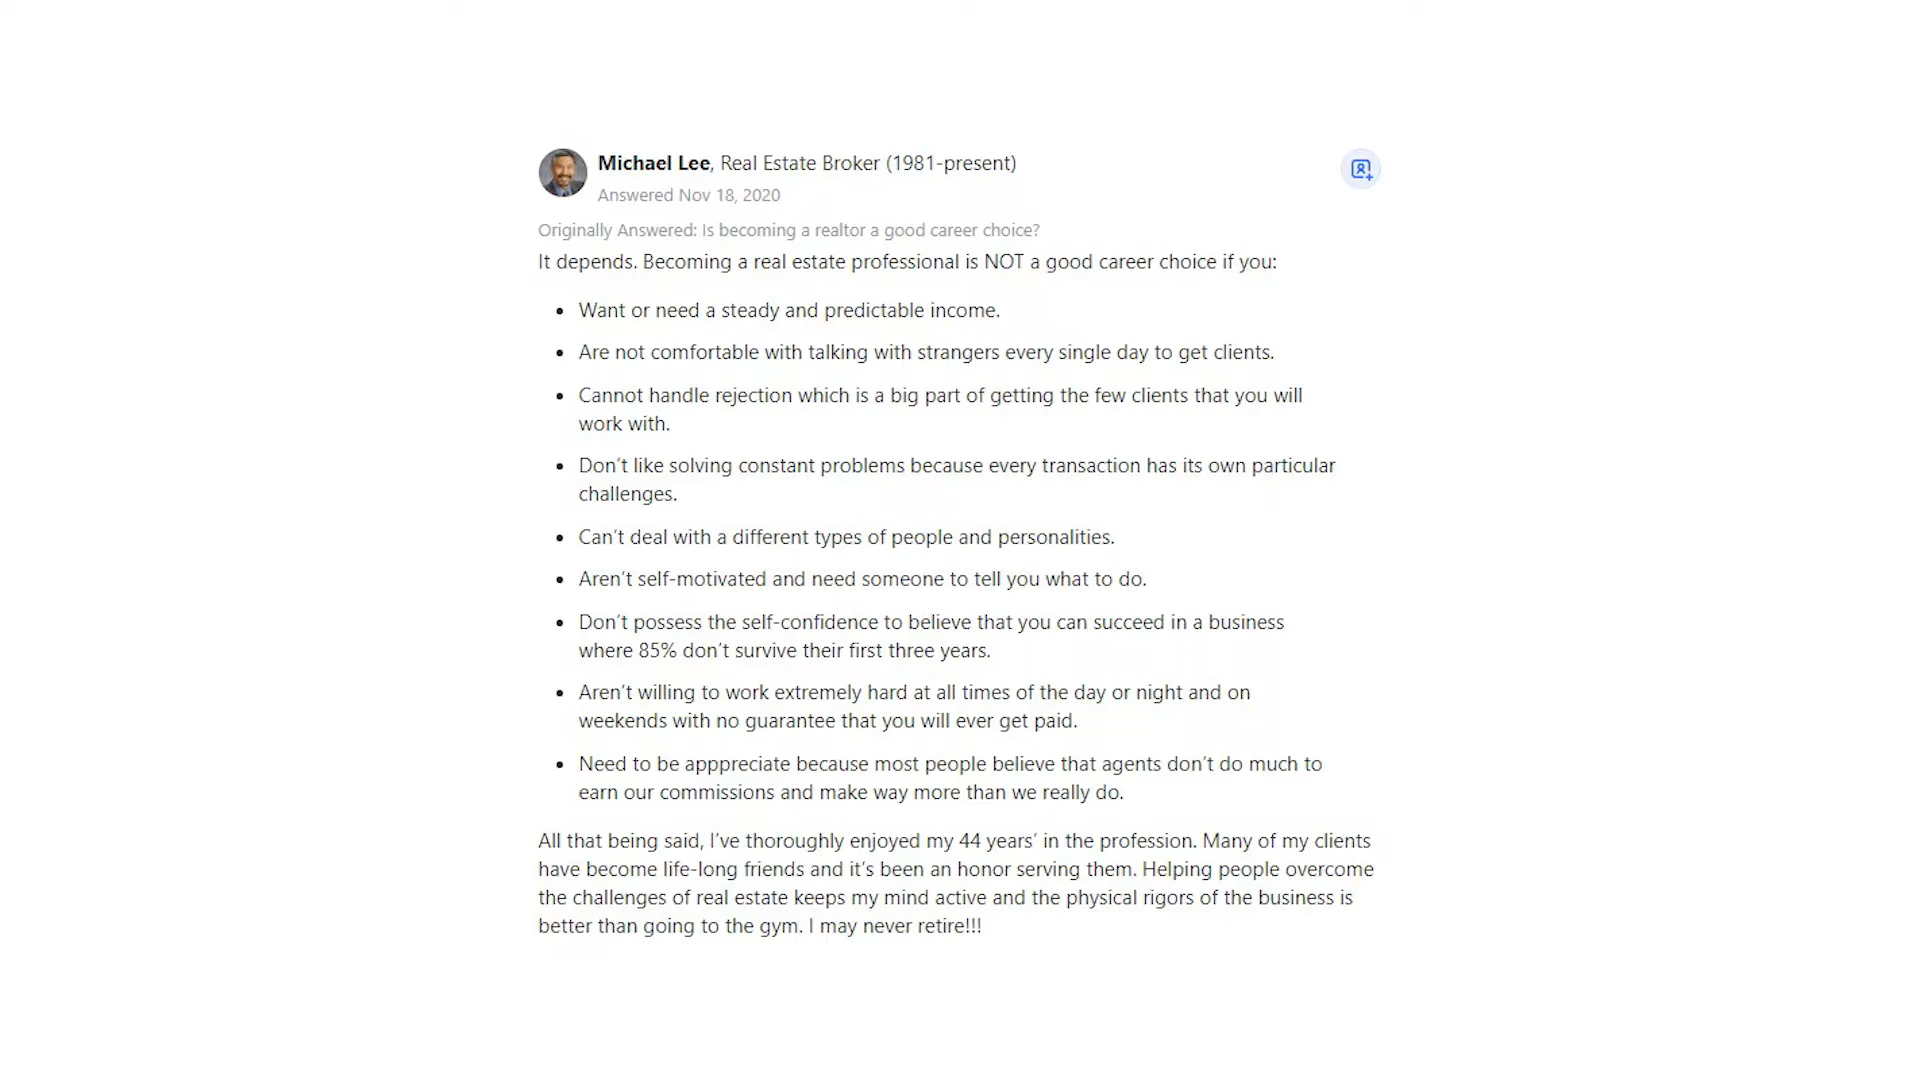 Michael Lee, Real Estate Broker (1981-present)
Answered Nov 18, 2020
Originally Answered: Is becoming a realtor a good career choice?
It depends. Becoming a real estate professional is NOT a good career choice if you:
• Want or need a steady and predictable income.
• Are not comfortable with talking with strangers every single day to get clients.
• Cannot handle rejection which is a big part of getting the few clients that you will
work with.
• Don’t like solving constant problems because every transaction has its own particular
challenges.
• Can’t deal with a different types of people and personalities.
• Aren’t self-motivated and need someone to tell you what to do.
• Don’t possess the self-confidence to believe that you can succeed in a business
where 85% don’t survive their first three years.
• Aren’t willing to work extremely hard at all times of the day or night and on
weekends with no guarantee that you will ever get paid.
• Need to be apppreciate because most people believe that agents don’t do much to
earn our commissions and make way more than we really do.
All that being said, I’ve thoroughly enjoyed my 44 years’ in the profession. Many of my clients
have become life-long friends and it’s been an honor serving them. Helping people overcome
the challenges of real estate keeps my mind active and the physical rigors of the business is
better than going to the gym. I may never retire!!!